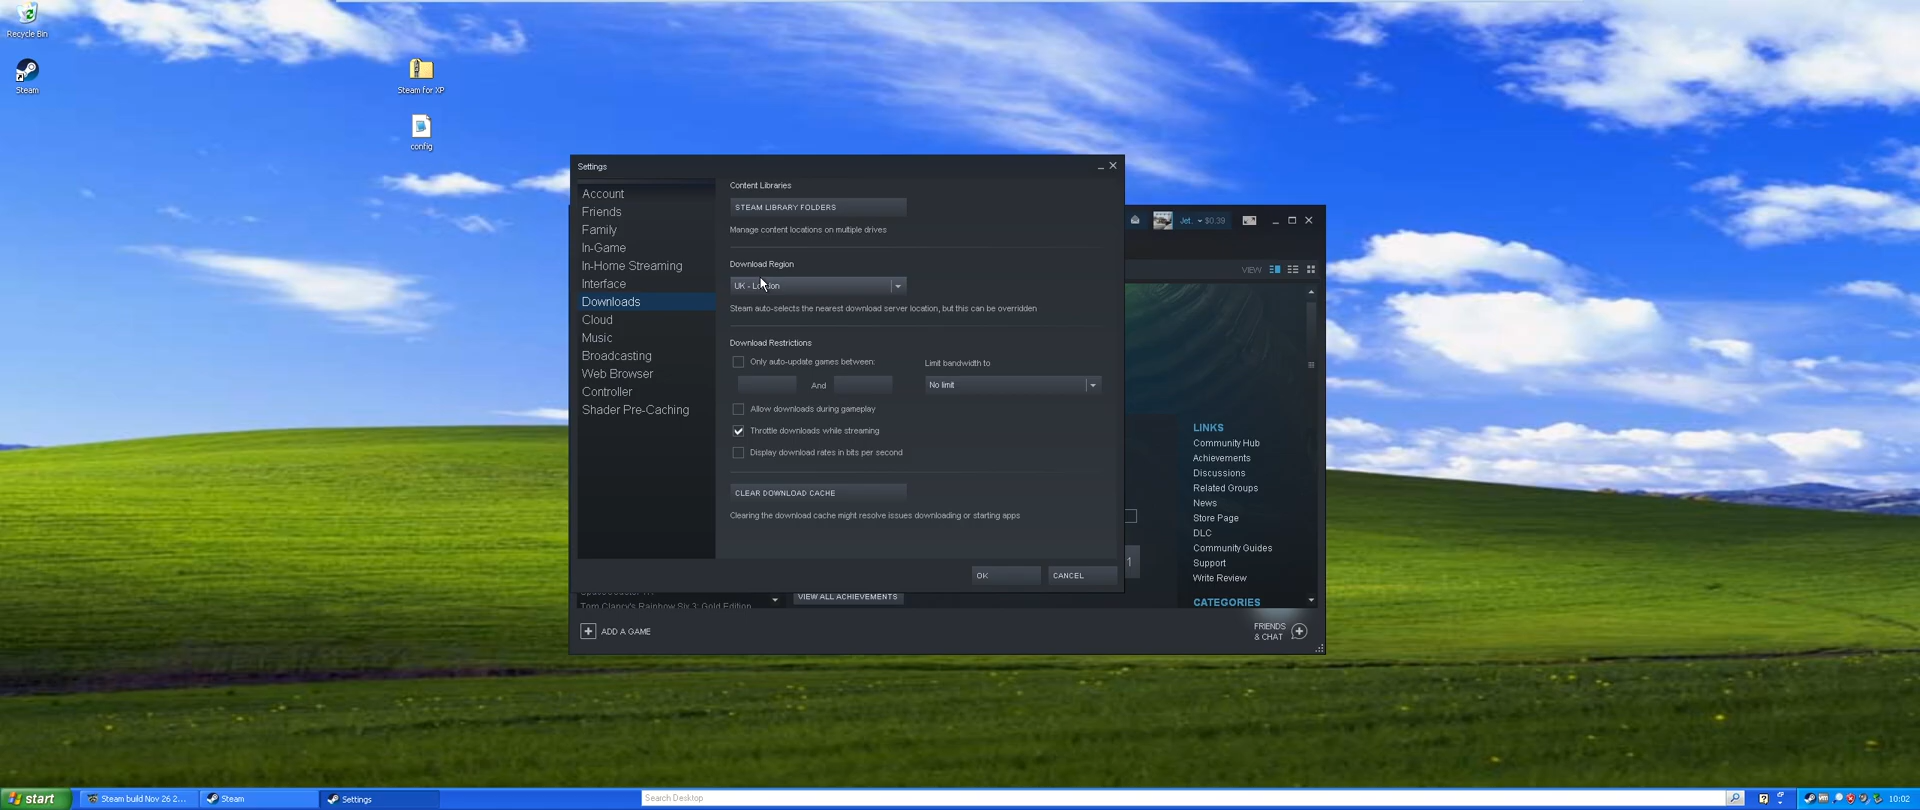 Recycle Bin
Steam
Steam for XP
config
Settings
Account
Friends
Family
In-Game
In-Home Streaming
Interface
Downloads
Cloud
Music
Broadcasting
Web Browser
Controller
Shader Pre-Caching
Content Libraries
STEAM LIBRARY FOLDERS
Manage content locations on multiple drives
Download Region
UK - London
Steam auto-selects the nearest download server location, but this can be overridden
Download Restrictions
Only auto-update games between:
And
Limit bandwidth to
No limit
Allow downloads during gameplay
Throttle downloads while streaming
Display download rates in bits per second
CLEAR DOWNLOAD CACHE
Clearing the download cache might resolve issues downloading or starting apps
OK CANCEL
Jet. $0.39
VIEW
LINKS
Community Hub
Achievements
Discussions
Related Groups
News
Store Page
DLC
Community Guides
Support
Write Review
CATEGORIES
1
Tom Clancy's Rainbow Six 3: Gold Edition
VIEW ALL ACHIEVEMENTS
ADD A GAME
FRIENDS
& CHAT
start
Steam build Nov 26 2...
Steam
Settings
Search Desktop
10:02